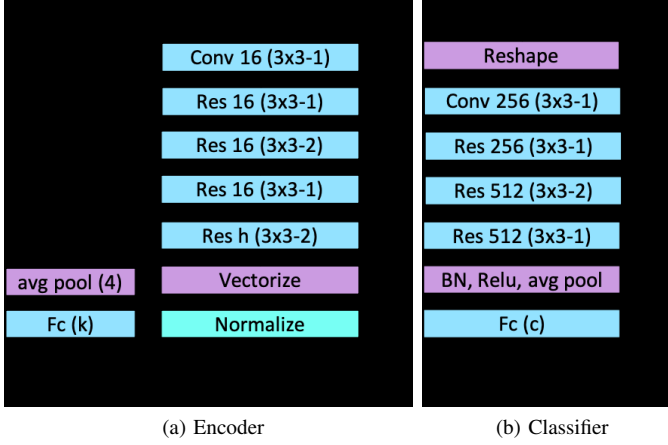 Conv 16 (3x3-1)
Res 16 (3x3-1)
Res 16 (3x3-2)
Res 16 (3x3-1)
Res h (3x3-2)
avg pool (4)
Vectorize
Fc (k)
Normalize
(a) Encoder
Reshape
Conv 256 (3x3-1)
Res 256 (3x3-1)
Res 512 (3x3-2)
Res 512 (3x3-1)
BN, Relu, avg pool
Fc (c)
(b) Classifier